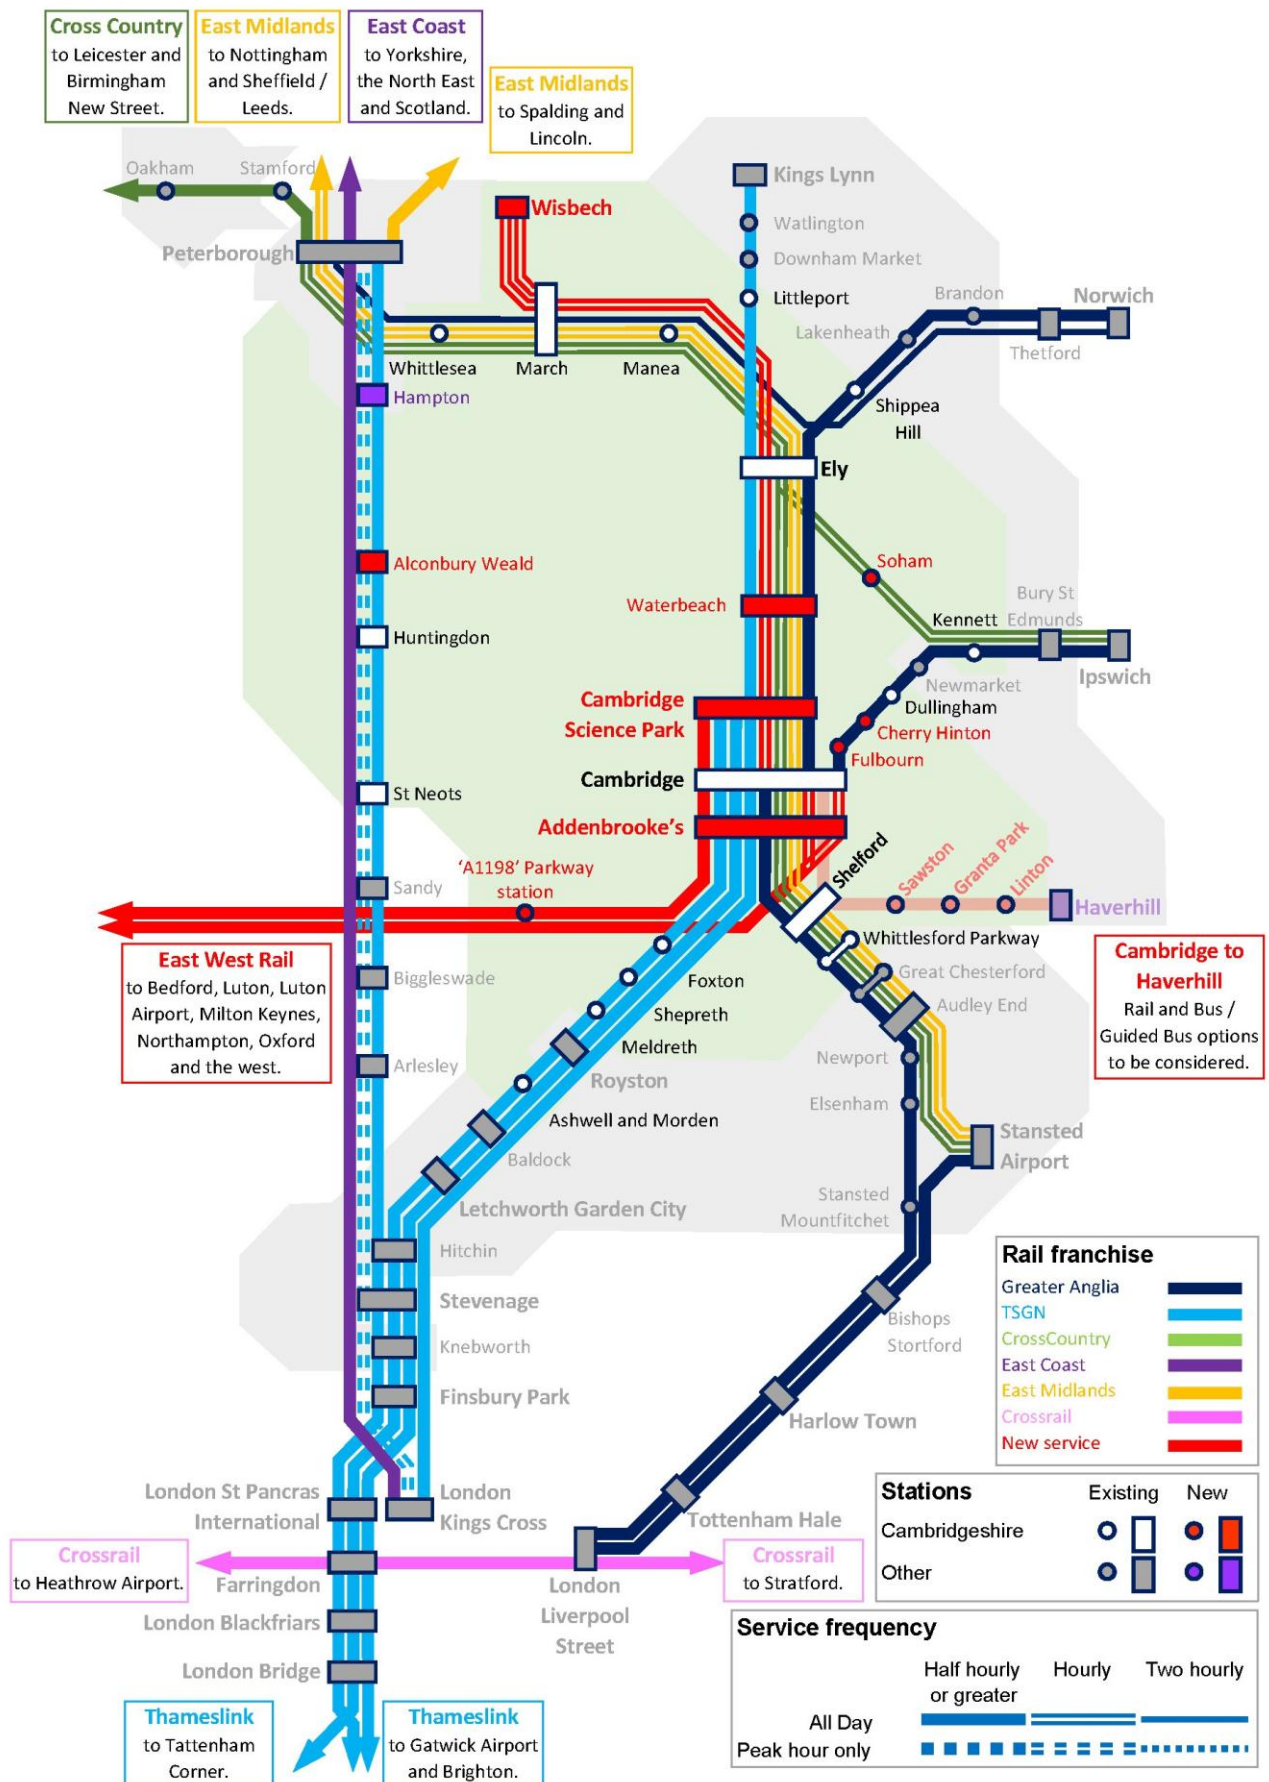 Cross Country
to Leicester and
Birmingham
New Street.
East Midlands
to Nottingham
and Sheffield /
Leeds.
East Coast
to Yorkshire,
the North East
and Scotland.
East Midlands
to Spalding and
Lincoln.
Oakham
Stamford
Peterborough
Wisbech
Kings Lynn
Watlington
Downham Market
Littleport
Brandon
Norwich
Lakenheath
Thetford
Whittlesea
March
Manea
Hampton
Shippea
Hill
Ely
Alconbury Weald
Soham
Waterbeach
Bury St
Edmunds
Kennett
Huntingdon
Ipswich
Newmarket
Dullingham
Cambridge
Science Park
Cherry Hinton
Fulbourn
Cambridge
St Neots
Addenbrooke's
Shelford
'A1198' Parkway
station
Sandy
Sawston
Granta Park
Linton
Haverhill
East West Rail
to Bedford, Luton, Luton
Airport, Milton Keynes,
Northampton, Oxford
and the west.
Whittlesford Parkway
Great Chesterford
Audley End
Cambridge to
Haverhill
Rail and Bus /
Guided Bus options
to be considered.
Biggleswade
Foxton
Shepreth
Meldreth
Arlesley
Royston
Newport
Elsenham
Ashwell and Morden
Baldock
Stansted
Airport
Letchworth Garden City
Stansted
Mountfitchet
Hitchin
Stevenage
Bishops
Stortford
Knebworth
Finsbury Park
Harlow Town
London St Pancras
International
London
Kings Cross
Tottenham Hale
Crossrail
to Heathrow Airport.
Farringdon
London
Liverpool
Street
Crossrail
to Stratford.
London Blackfriars
London Bridge
Thameslink
to Tattenham
Corner.
Thameslink
to Gatwick Airport
and Brighton.
Rail franchise
Greater Anglia
TSGN
CrossCountry
East Coast
East Midlands
Crossrail
New service
Stations
Existing
New
Cambridgeshire
Other
Service frequency
Half hourly
or greater
Hourly
Two hourly
All Day
Peak hour only